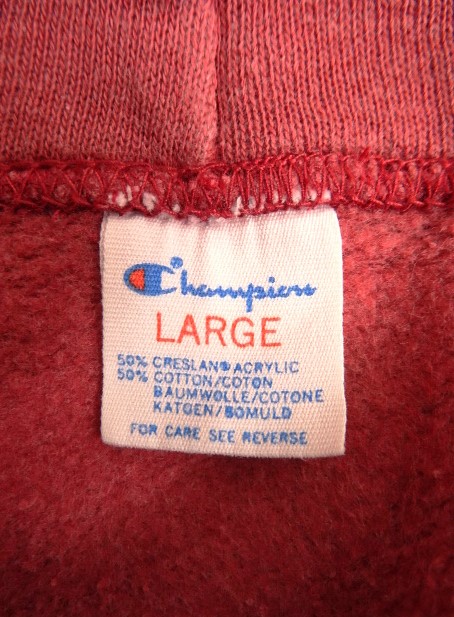 Champion®
LARGE
50% CRESLAN® ACRYLIC
50% COTTON/COTON
BAUMWOLLE/COTONE
KATOEN/BOMULD
FOR CARE SEE REVERSE